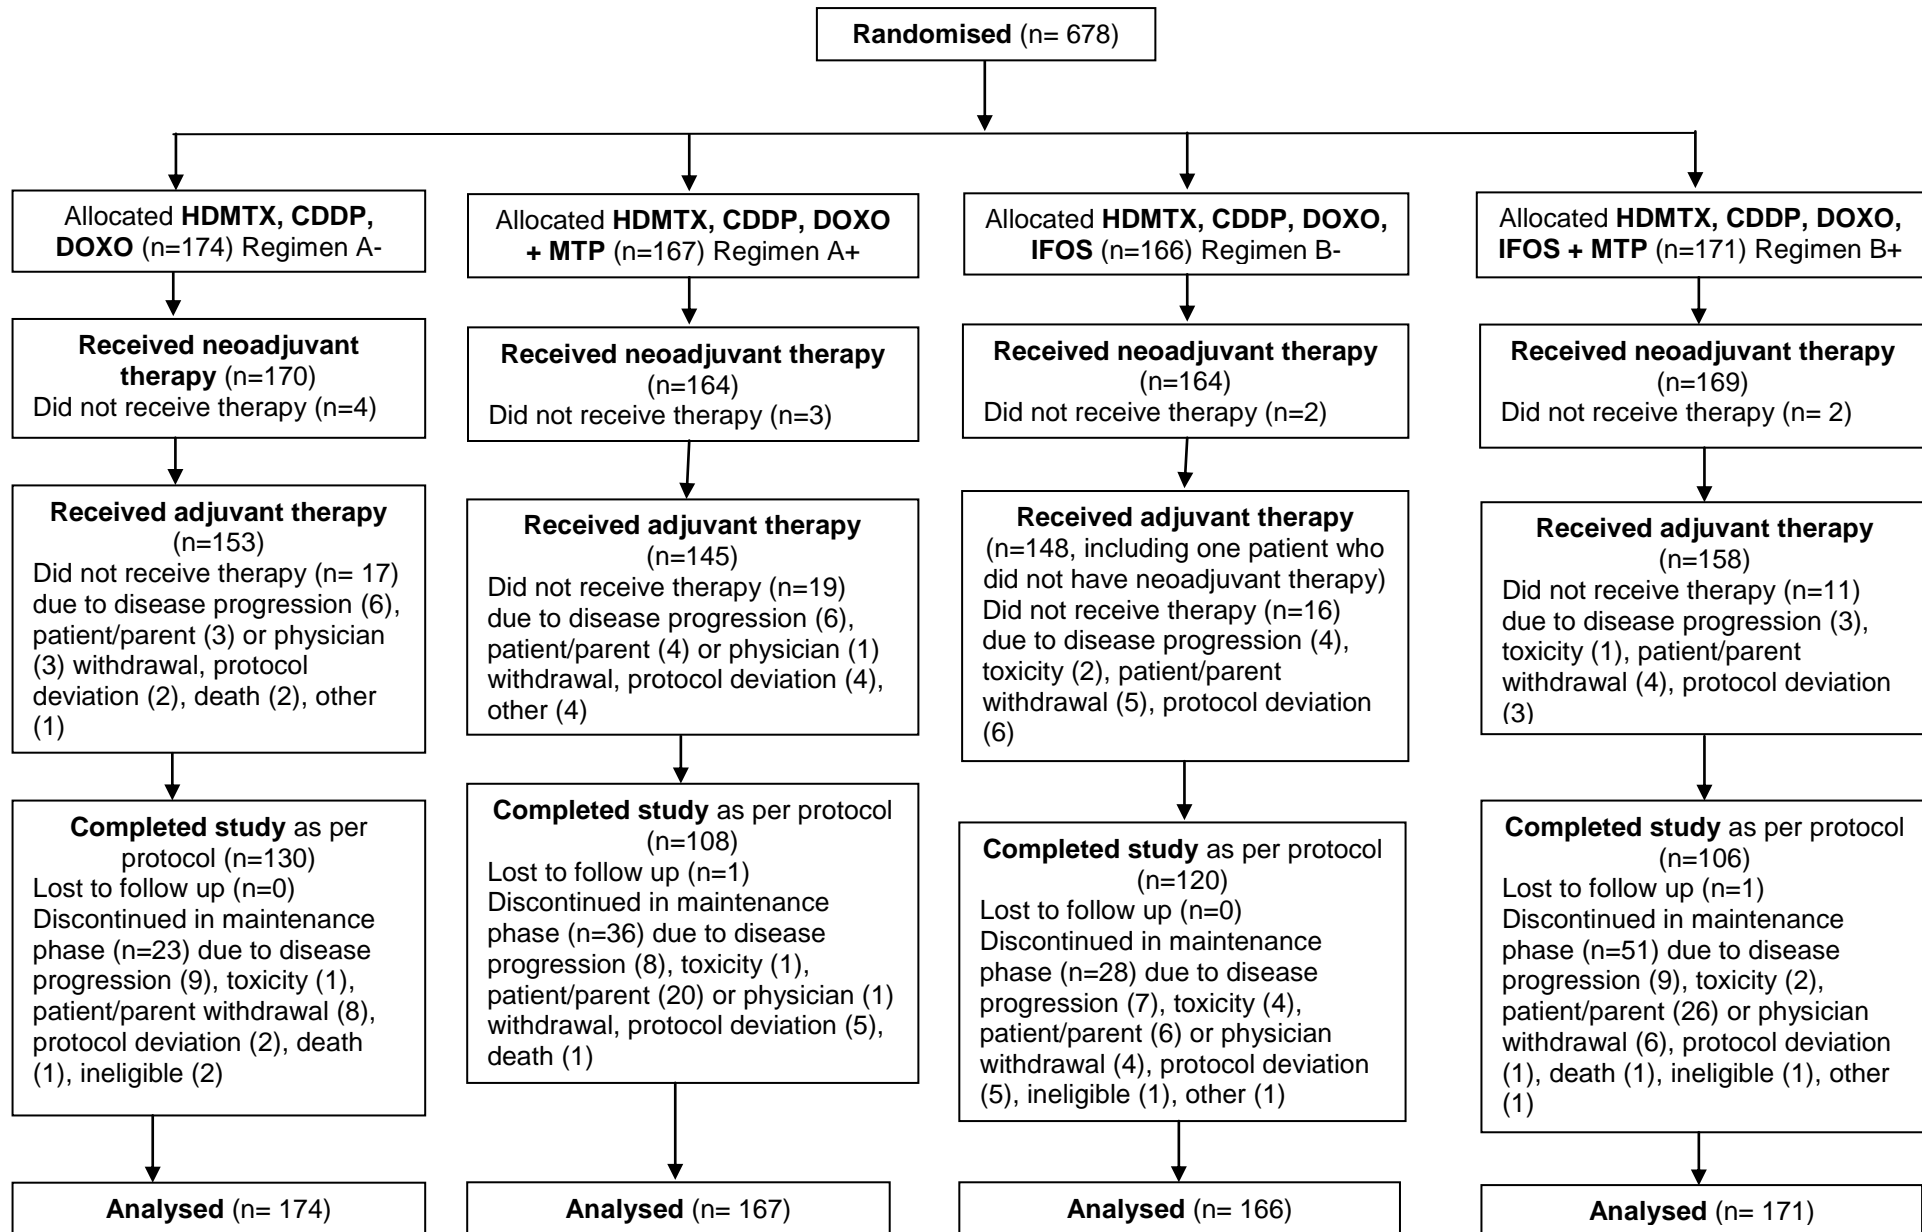 Randomised (n= 678)
Allocated HDMTX, CDDP,
DOXO (n=174) Regimen A-
Allocated HDMTX, CDDP, DOXO
+ MTP (n=167) Regimen A+
Allocated HDMTX, CDDP, DOXO,
IFOS (n=166) Regimen B-
Allocated HDMTX, CDDP, DOXO,
IFOS + MTP (n=171) Regimen B+
Received neoadjuvant
therapy (n=170)
Did not receive therapy (n=4)
Received neoadjuvant therapy
(n=164)
Did not receive therapy (n=3)
Received neoadjuvant therapy
(n=164)
Did not receive therapy (n=2)
Received neoadjuvant therapy
(n=169)
Did not receive therapy (n= 2)
Received adjuvant therapy
(n=153)
Did not receive therapy (n= 17)
due to disease progression (6),
patient/parent (3) or physician
(3) withdrawal, protocol
deviation (2), death (2), other
(1)
Received adjuvant therapy
(n=145)
Did not receive therapy (n=19)
due to disease progression (6),
patient/parent (4) or physician (1)
withdrawal, protocol deviation (4),
other (4)
Received adjuvant therapy
(n=148, including one patient who
did not have neoadjuvant therapy)
Did not receive therapy (n=16)
due to disease progression (4),
toxicity (2), patient/parent
withdrawal (5), protocol deviation
(6)
Received adjuvant therapy
(n=158)
Did not receive therapy (n=11)
due to disease progression (3),
toxicity (1), patient/parent
withdrawal (4), protocol deviation
(3)
Completed study as per
protocol (n=130)
Lost to follow up (n=0)
Discontinued in maintenance
phase (n=23) due to disease
progression (9), toxicity (1),
patient/parent withdrawal (8),
protocol deviation (2), death
(1), ineligible (2)
Completed study as per protocol
(n=108)
Lost to follow up (n=1)
Discontinued in maintenance
phase (n=36) due to disease
progression (8), toxicity (1),
patient/parent (20) or physician (1)
withdrawal, protocol deviation (5),
death (1)
Completed study as per protocol
(n=120)
Lost to follow up (n=0)
Discontinued in maintenance
phase (n=28) due to disease
progression (7), toxicity (4),
patient/parent (6) or physician
withdrawal (4), protocol deviation
(5), ineligible (1), other (1)
Completed study as per protocol
(n=106)
Lost to follow up (n=1)
Discontinued in maintenance
phase (n=51) due to disease
progression (9), toxicity (2),
patient/parent (26) or physician
withdrawal (6), protocol deviation
(1), death (1), ineligible (1), other
(1)
Analysed (n= 174)
Analysed (n= 167)
Analysed (n= 166)
Analysed (n= 171)